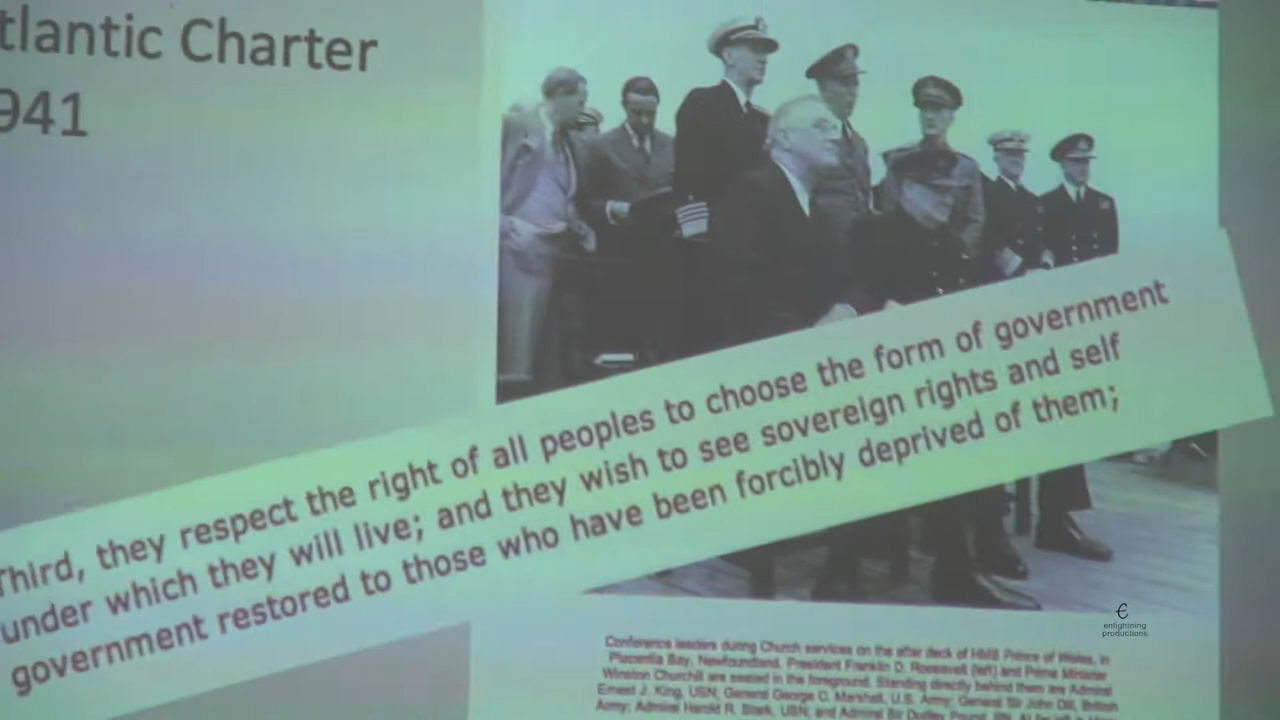 tlantic Charter
941
Third, they respect the right of all peoples to choose the form of government
under which they will live; and they wish to see sovereign rights and self
government restored to those who have been forcibly deprived of them;
enlightning
productions
Conference leaders during Church services on the after deck of HMS Prince of Wales, in
Placentia Bay, Newfoundland. President Franklin D. Roosevelt (left) and Prime Minister
Winston Churchill are seated in the foreground. Standing directly behind them are Admiral
Ernest J. King, USN; General George C. Marshall, U.S. Army; General Sir John Dill, British
Army; Admiral Harold R. Stark, USN; and Admiral Sir Dudley Pound, RN.